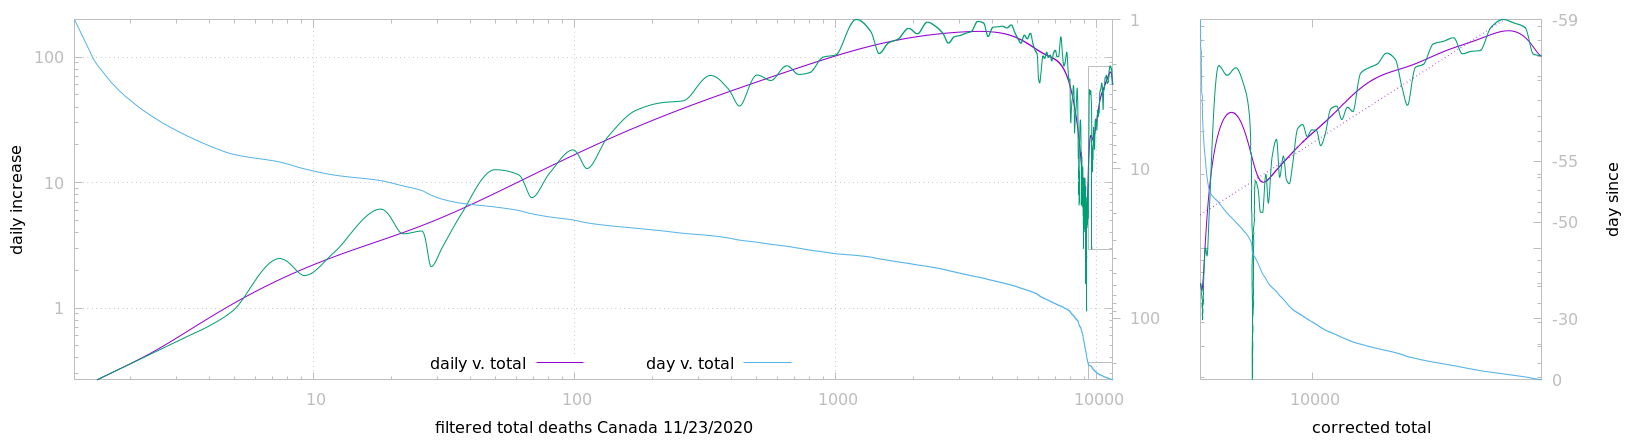 daily increase
100
10
1
daily v. total
day v. total
1
10
100
10
100
1000
10000
filtered total deaths Canada 11/23/2020
-59
-55
-50
-30
0
day since
10000
corrected total